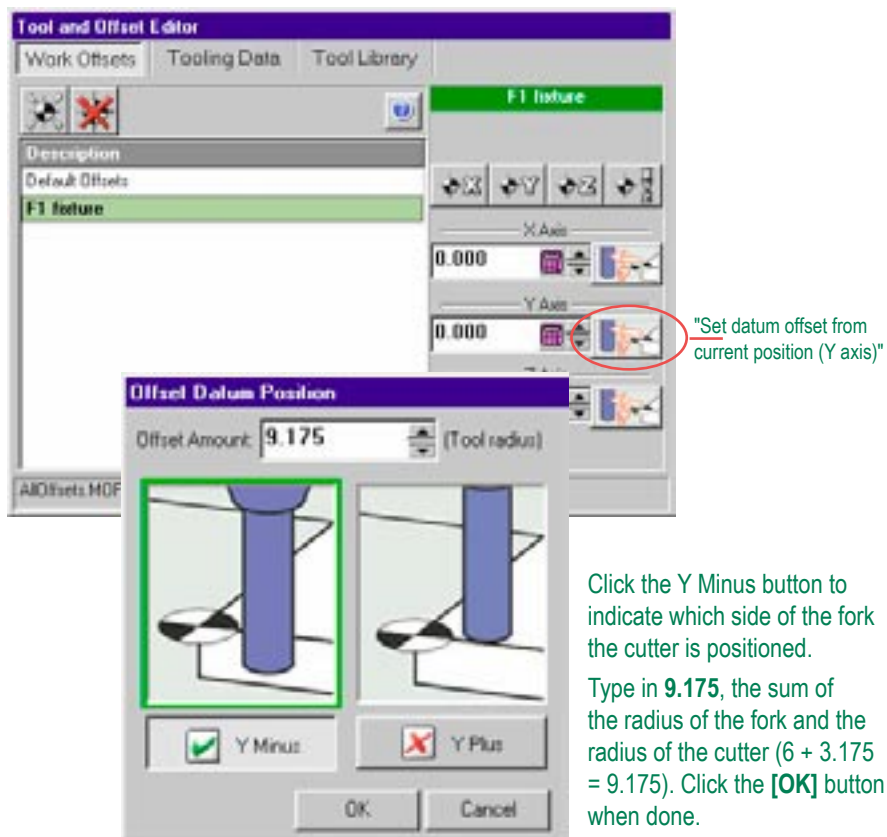 Tool and Offset Editor
Work Offsets Tooling Data Tool Library
F1 fixture
Description
Default Offsets
F1 fixture
X Axis
0.000
Y Axis
0.000
"Set datum offset from
current position (Y axis)"
Offset Datum Position
Offset Amount: 9.175 (Tool radius)
AllOffsets.MOF
Y Minus Y Plus
OK Cancel
Click the Y Minus button to
indicate which side of the fork
the cutter is positioned.
Type in 9.175, the sum of
the radius of the fork and the
radius of the cutter (6 + 3.175
= 9.175). Click the [OK] button
when done.